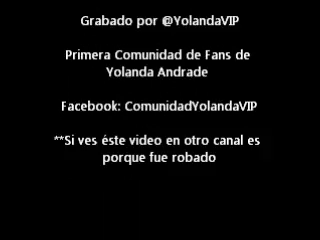 Grabado por @YolandaVIP
Primera Comunidad de Fans de
Yolanda Andrade
Facebook: ComunidadYolandaVIP
**Si ves éste video en otro canal es
porque fue robado